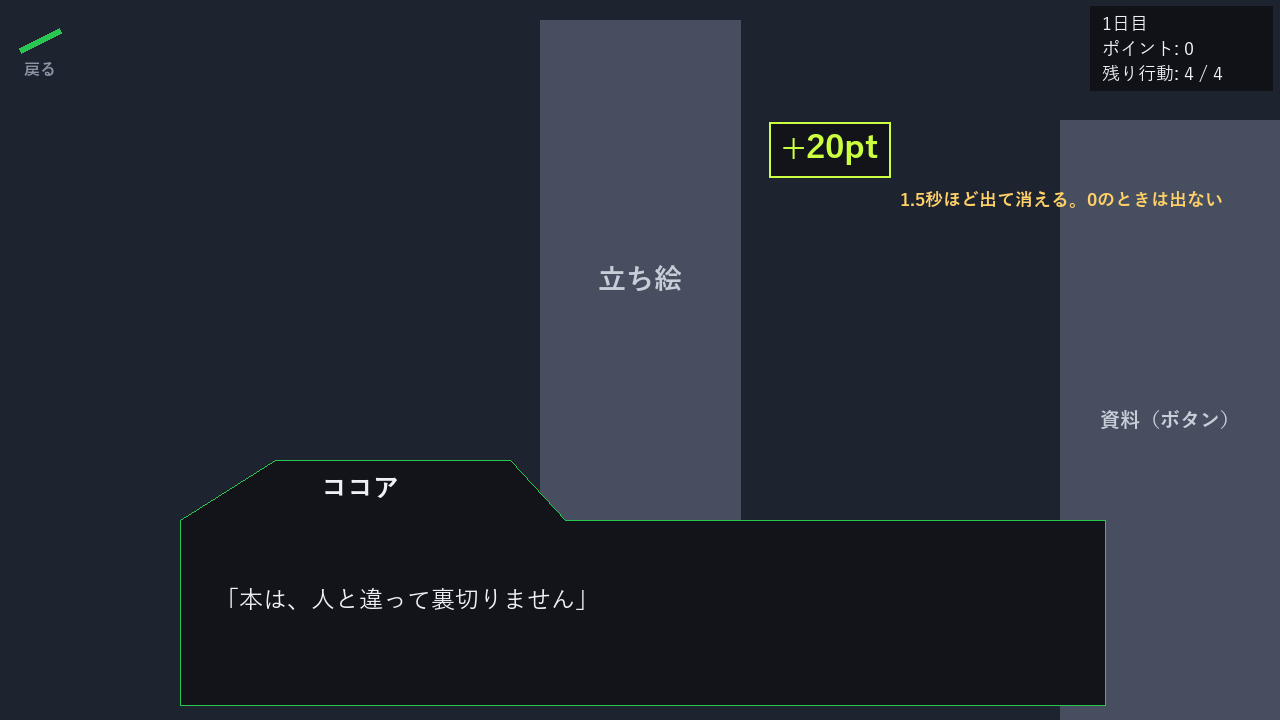 戻る
1日目
ポイント: 0
残り行動: 4 / 4
+20pt
1.5秒ほど出て消える。0のときは出ない
立ち絵
資料（ボタン）
ココア
「本は、人と違って裏切りません」